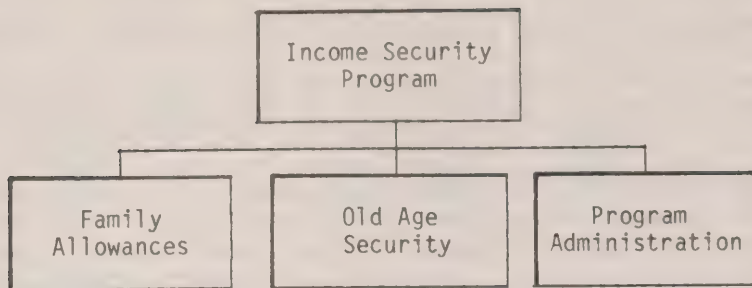 Income Security
Program
Family
Allowances
Old Age
Security
Program
Administration